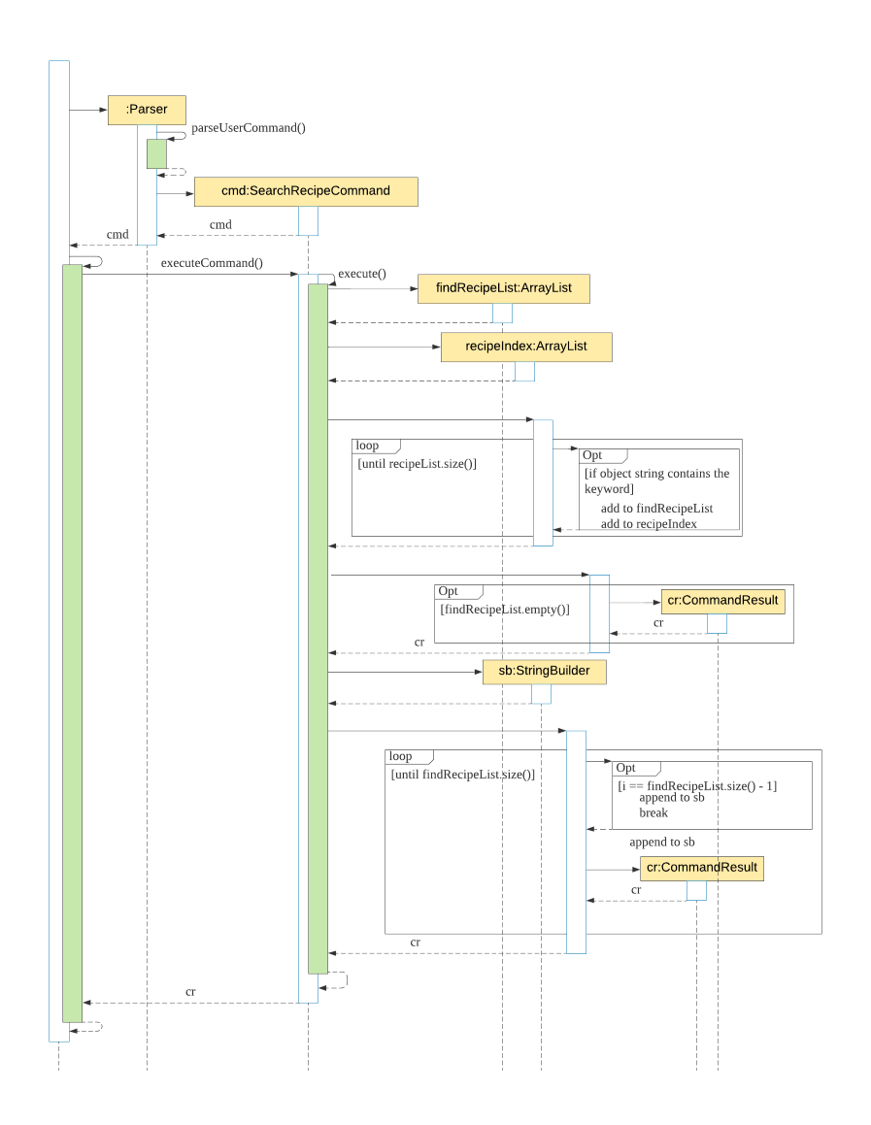 :Parser
parseUserCommand()
cmd:SearchRecipeCommand
cmd
cmd
executeCommand()
execute()
findRecipeList:ArrayList
recipeIndex:ArrayList
loop
[until recipeList.size()]
Opt
[if object string contains the
keyword]
add to findRecipeList
add to recipeIndex
Opt
[findRecipeList.empty()]
cr:CommandResult
cr
cr
sb:StringBuilder
loop
[until findRecipeList.size()]
Opt
[i == findRecipeList.size() - 1]
append to sb
break
append to sb
cr:CommandResult
cr
cr
cr